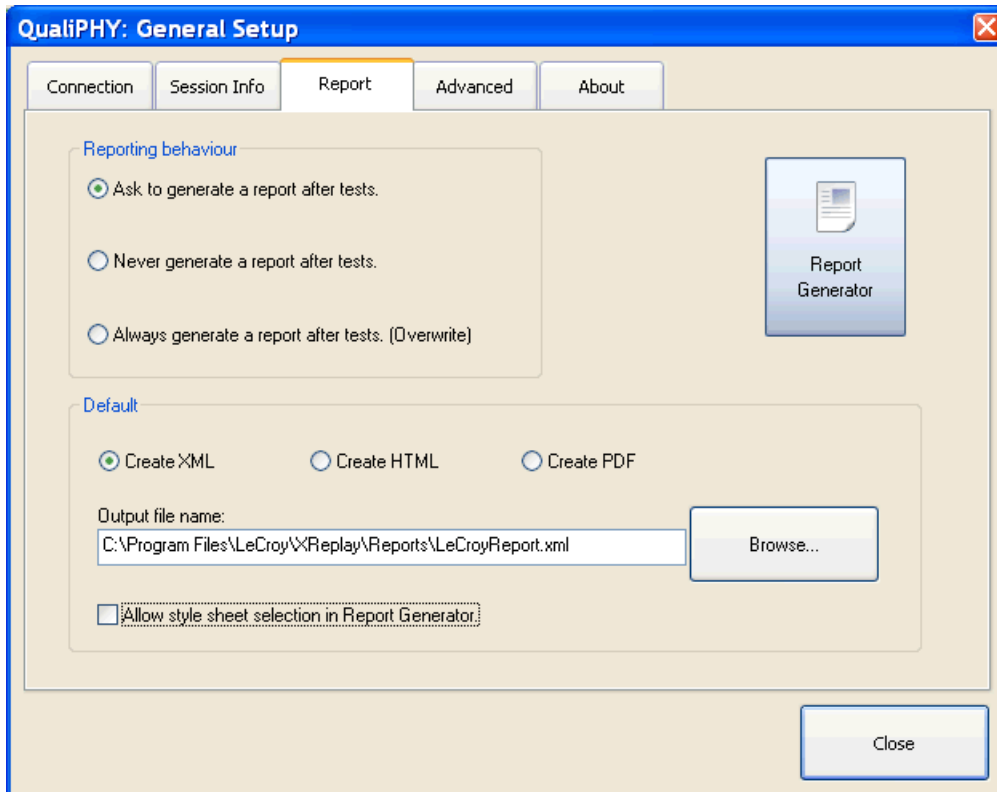 QualiPHY: General Setup
Connection
Session Info
Report
Advanced
About
Reporting behaviour
Ask to generate a report after tests.
Never generate a report after tests.
Always generate a report after tests. (Overwrite)
Report
Generator
Default
Create XML
Create HTML
Create PDF
Output file name:
C:\Program Files\LeCroy\XReplay\Reports\LeCroyReport.xml
Browse...
Allow style sheet selection in Report Generator.
Close